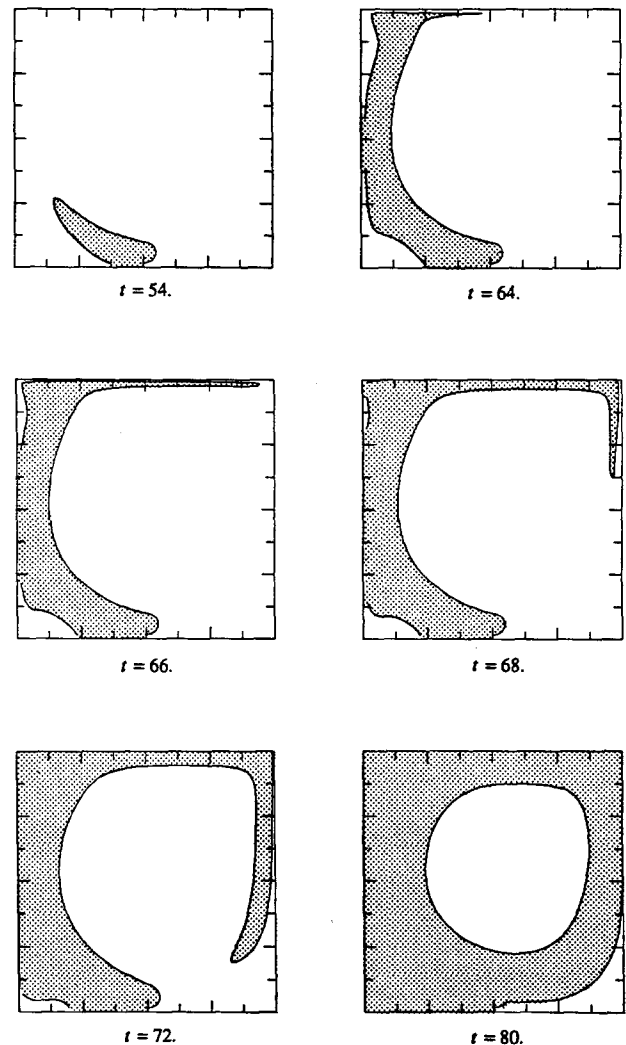 t = 54.
t = 64.
t = 66.
t = 68.
t = 72.
t = 80.